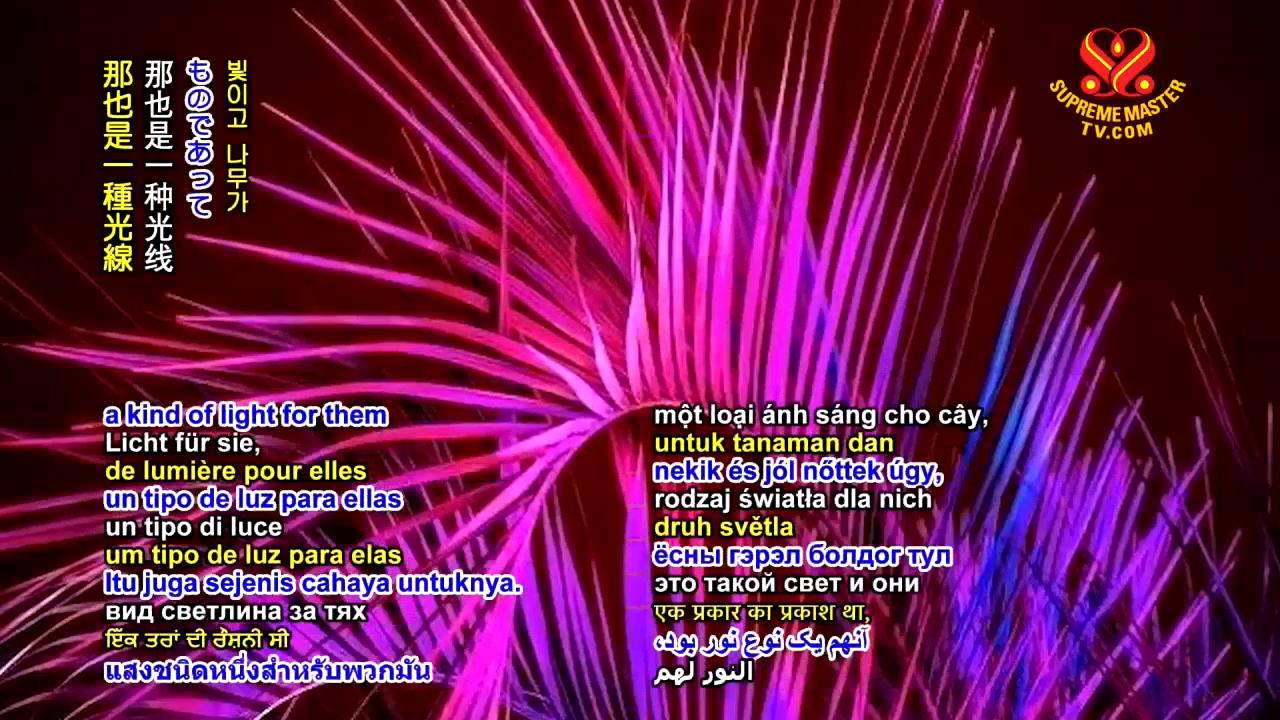 빛이고 나무가
ものであって
那也是一种光线
那也是一種光線
SUPREME MASTER
TV.COM
a kind of light for them
Licht für sie,
de lumière pour elles
un tipo de luz para ellas
un tipo di luce
um tipo de luz para elas
Itu juga sejenis cahaya untuknya.
вид светлина за тях
ਇੱਕ ਤਰਾਂ ਦੀ ਰੋਸ਼ਨੀ ਸੀ
แสงชนิดหนึ่งสำหรับพวกมัน
một loại ánh sáng cho cây,
untuk tanaman dan
nekik és jól nőttek úgy,
rodzaj światła dla nich
druh světla
ёсны гэрэл болдог тул
это такой свет и они
एक प्रकार का प्रकाश था,
آنهم یک نوع نور بود،
النور لهم